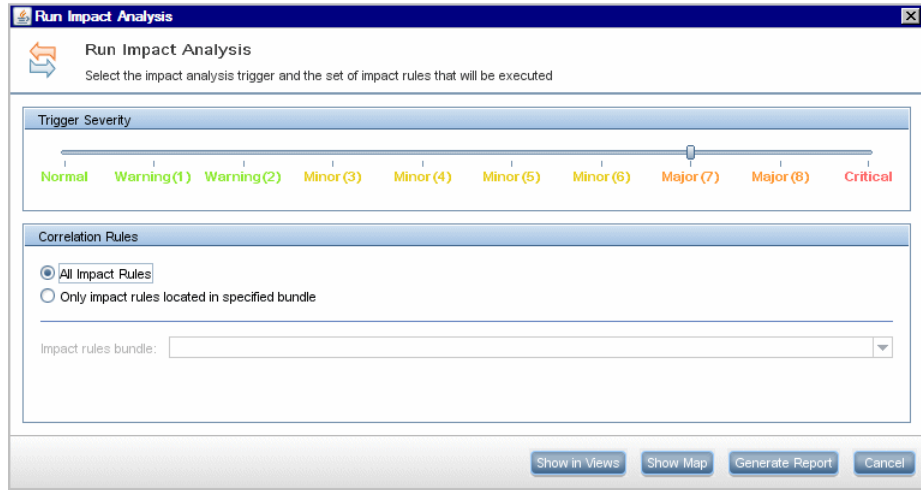 Run Impact Analysis
Run Impact Analysis
Select the impact analysis trigger and the set of impact rules that will be executed
Trigger Severity
Normal Warning(1) Warning(2) Minor(3) Minor(4) Minor(5) Minor(6) Major(7) Major(8) Critical
Correlation Rules
All Impact Rules
Only impact rules located in specified bundle
Impact rules bundle:
Show in Views Show Map Generate Report Cancel